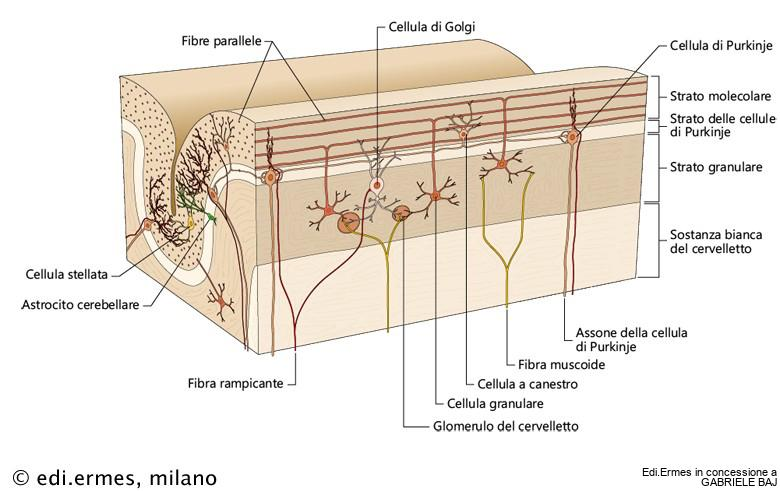 Cellula di Golgi
Fibre parallele
Cellula di Purkinje
Strato molecolare
Strato delle cellule
di Purkinje
Strato granulare
Sostanza bianca
del cervelletto
Cellula stellata
Astrocito cerebellare
Assone della cellula
di Purkinje
Fibra muscoide
Fibra rampicante
Cellula a canestro
Cellula granulare
Glomerulo del cervelletto
© edi.ermes, milano
Edi.Ermes in concessione a
GABRIELE BAJ